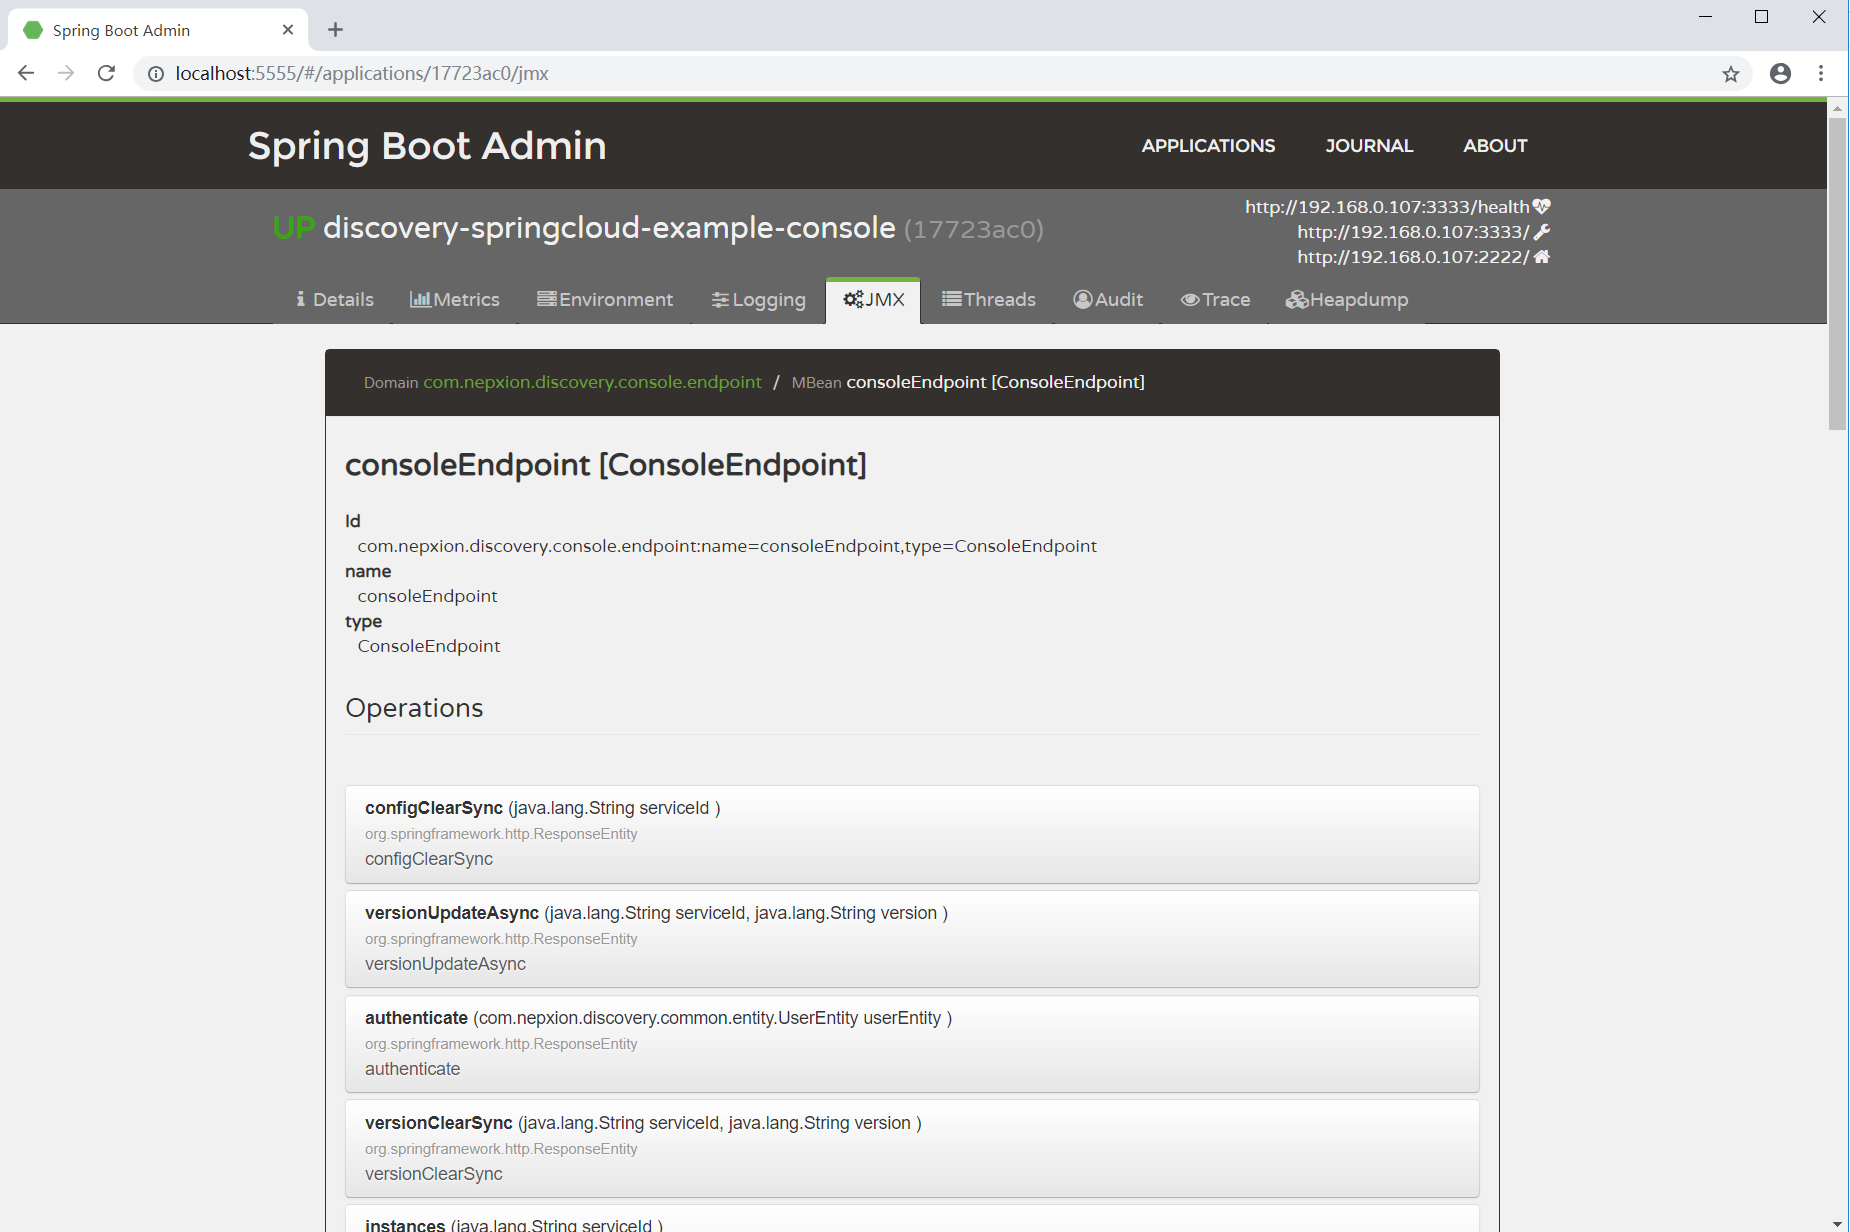 Spring Boot Admin
localhost:5555/#/applications/17723ac0/jmx
Spring Boot Admin
APPLICATIONS
JOURNAL
ABOUT
UP discovery-springcloud-example-console (17723ac0)
http://192.168.0.107:3333/health
http://192.168.0.107:3333/
http://192.168.0.107:2222/
Details
Metrics
Environment
Logging
JMX
Threads
Audit
Trace
Heapdump
Domain com.nepxion.discovery.console.endpoint / MBean consoleEndpoint [ConsoleEndpoint]
consoleEndpoint [ConsoleEndpoint]
Id
com.nepxion.discovery.console.endpoint:name=consoleEndpoint,type=ConsoleEndpoint
name
consoleEndpoint
type
ConsoleEndpoint
Operations
configClearSync (java.lang.String serviceId )
org.springframework.http.ResponseEntity
configClearSync
versionUpdateAsync (java.lang.String serviceId, java.lang.String version )
org.springframework.http.ResponseEntity
versionUpdateAsync
authenticate (com.nepxion.discovery.common.entity.UserEntity userEntity )
org.springframework.http.ResponseEntity
authenticate
versionClearSync (java.lang.String serviceId, java.lang.String version )
org.springframework.http.ResponseEntity
versionClearSync
instances (java.lang.String serviceId )